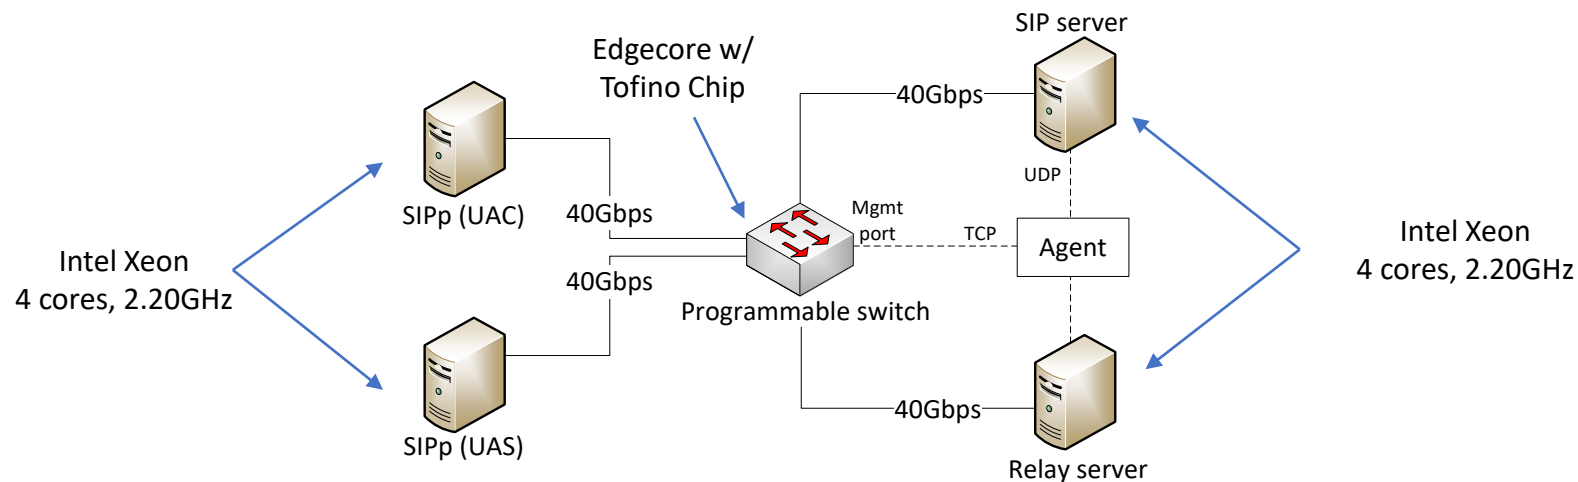 SIP server
Edgecore w/
Tofino Chip
40Gbps
UDP
SIPp (UAC)
40Gbps
Mgmt
port
TCP
Agent
Intel Xeon
4 cores, 2.20GHz
Intel Xeon
4 cores, 2.20GHz
40Gbps
Programmable switch
40Gbps
SIPp (UAS)
Relay server